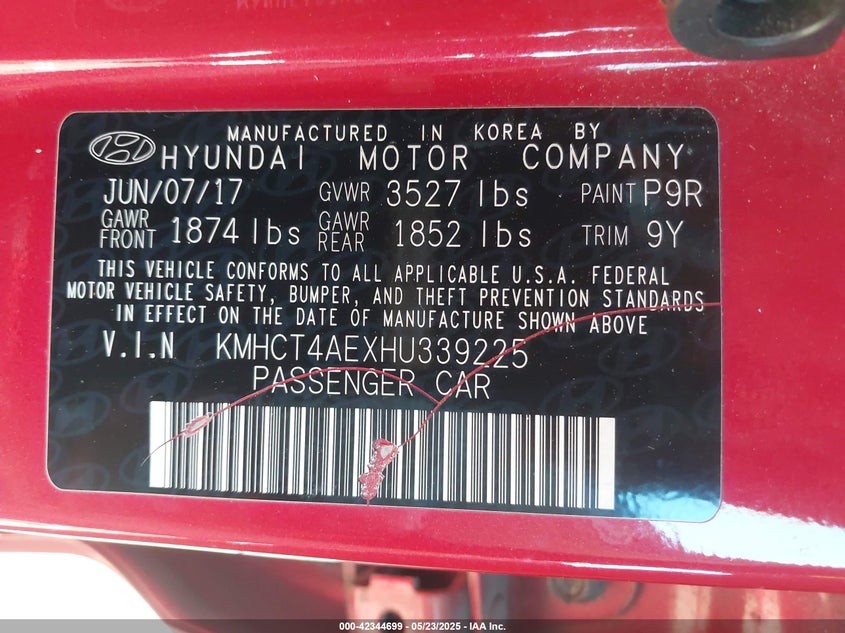 MANUFACTURED IN KOREA BY
HYUNDAI MOTOR COMPANY
JUN/07/17 GVWR 3527 lbs PAINT P9R
GAWR FRONT 1874 lbs GAWR REAR 1852 lbs TRIM 9Y
THIS VEHICLE CONFORMS TO ALL APPLICABLE U.S.A. FEDERAL
MOTOR VEHICLE SAFETY, BUMPER, AND THEFT PREVENTION STANDARDS
IN EFFECT ON THE DATE OF MANUFACTURE SHOWN ABOVE
V.I.N KMHCT4AEXHU339225
PASSENGER CAR
000-42344699 - 05/23/2025 - IAA Inc.